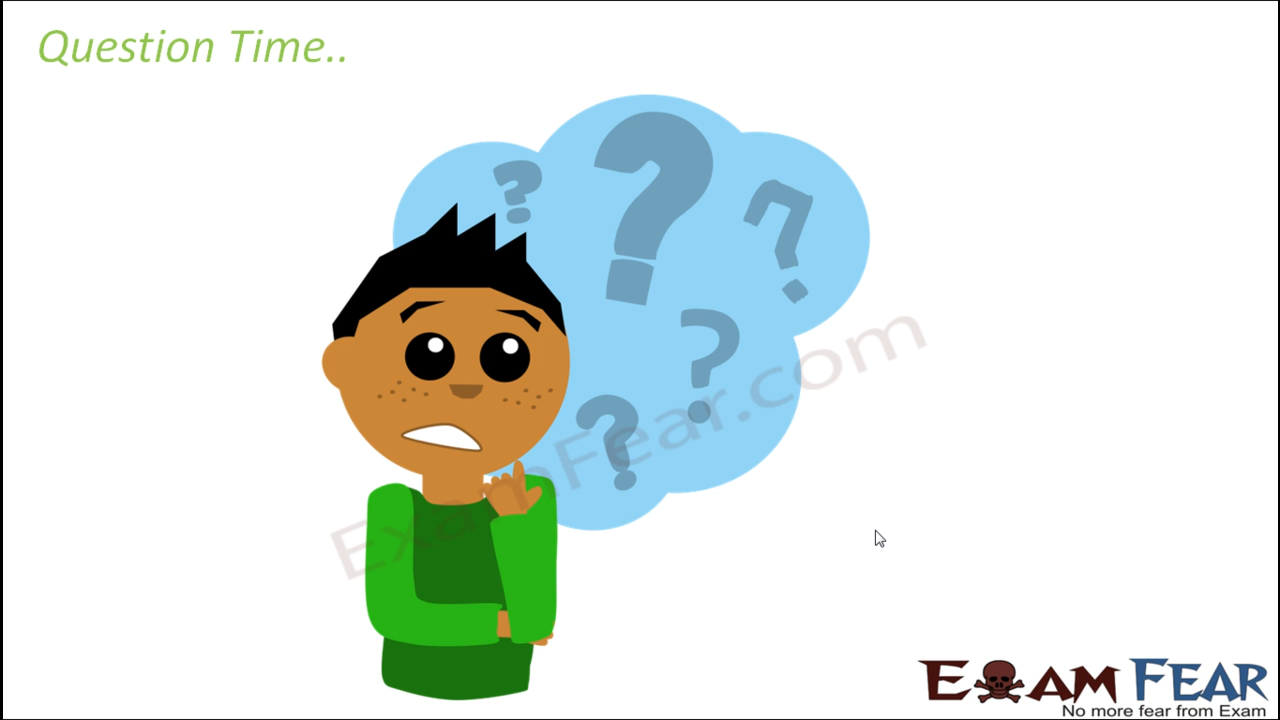 Question Time..
? ? ?
?
?
ExamFear.com
EXAM FEAR
No more fear from Exam